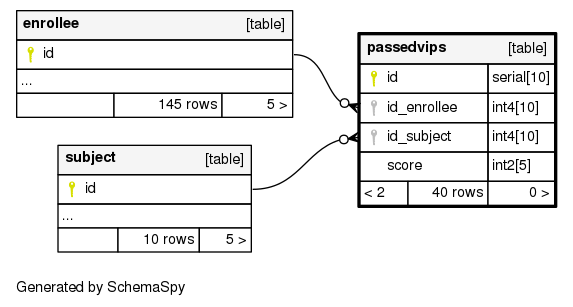 enrollee [table]
id
...
145 rows 5 >
passedvips [table]
id serial[10]
id_enrollee int4[10]
id_subject int4[10]
score int2[5]
< 2 40 rows 0 >
subject [table]
id
...
10 rows 5 >
Generated by SchemaSpy